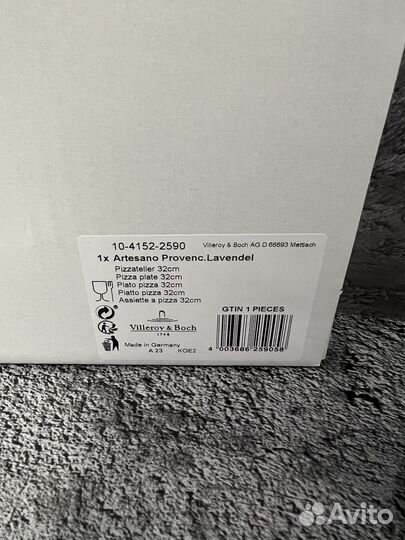 10-4152-2590 Villeroy & Boch AG D 66693 Mettlach
1x Artesano Provenc.Lavendel
Pizzateller 32cm
Pizza plate 32cm
Plato pizza 32cm
Piatto pizza 32cm
Assiette a pizza 32cm
GTIN 1 PIECES
Villeroy & Boch
1748
Made in Germany
A 23 KOE2
4 003686 259058
Avito